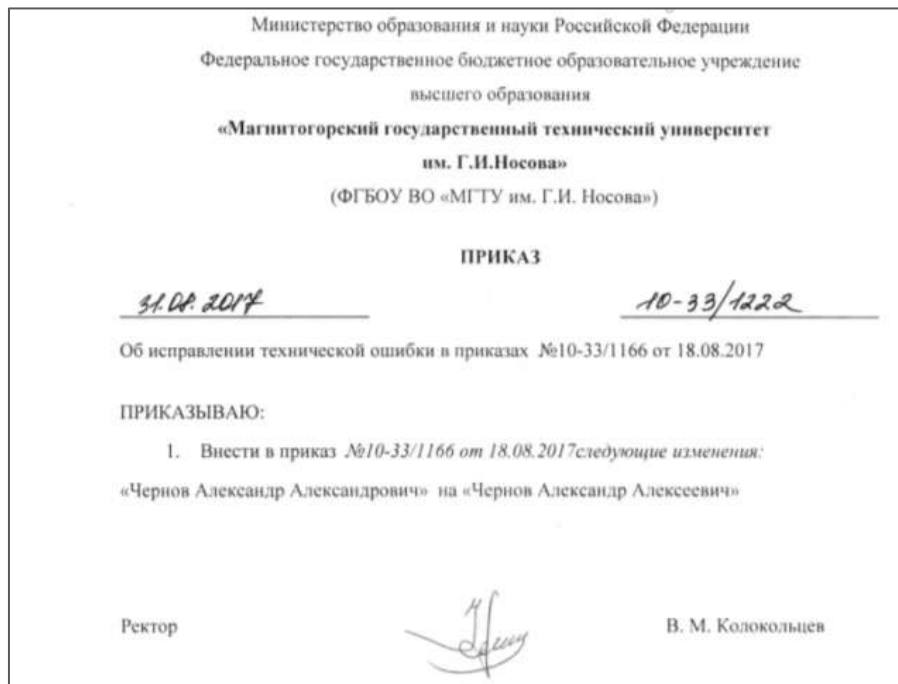 Министерство образования и науки Российской Федерации
Федеральное государственное бюджетное образовательное учреждение
высшего образования
«Магнитогорский государственный технический университет
им. Г.И.Носова»
(ФГБОУ ВО «МГТУ им. Г.И. Носова»)
ПРИКАЗ
31.08.2017 10-33/1222
Об исправлении технической ошибки в приказах №10-33/1166 от 18.08.2017
ПРИКАЗЫВАЮ:
1. Внести в приказ №10-33/1166 от 18.08.2017следующие изменения:
«Чернов Александр Александрович» на «Чернов Александр Алексеевич»
Ректор В. М. Колокольцев